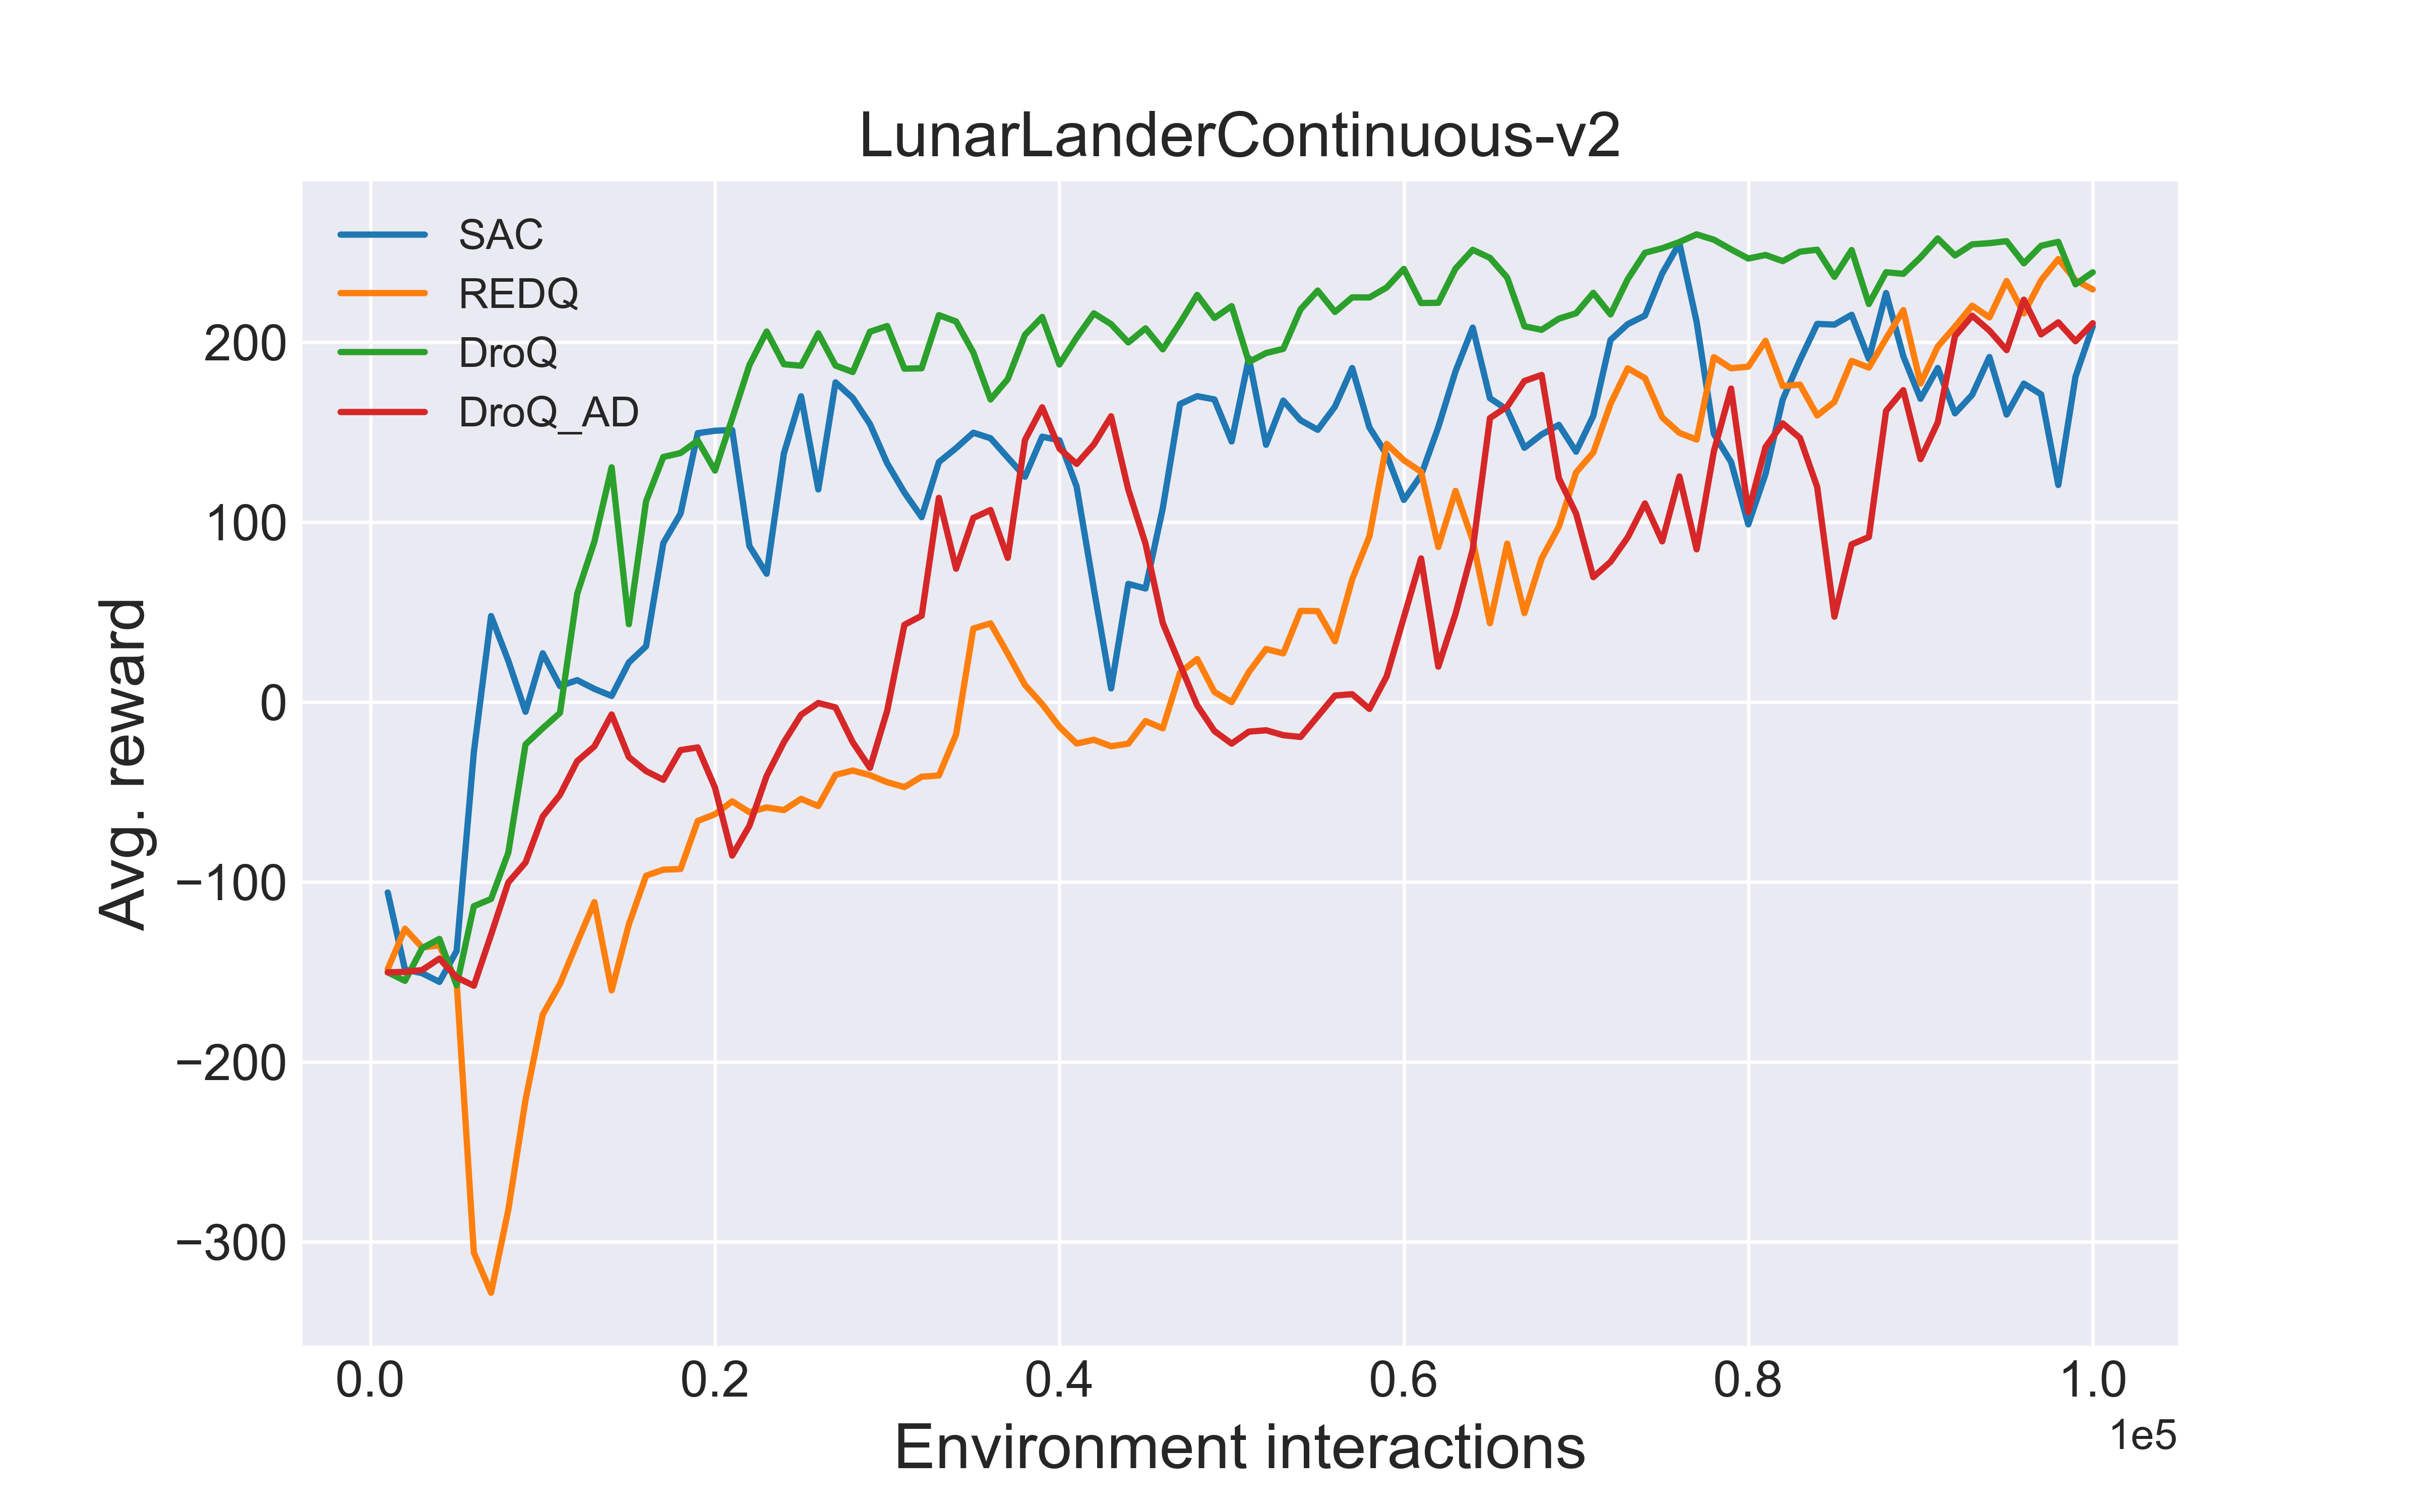 LunarLanderContinuous-v2
SAC
REDQ
DroQ
DroQ_AD
200
100
0
−100
−200
−300
Avg. reward
0.0 0.2 0.4 0.6 0.8 1.0
1e5
Environment interactions